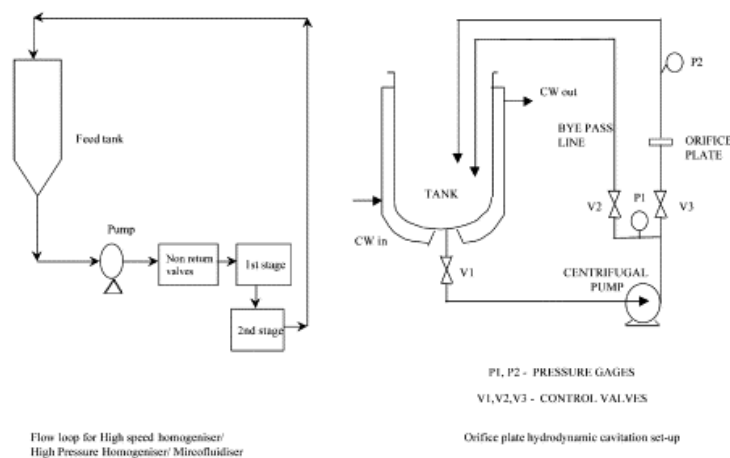 Feed tank
Pump
Non return
valves
1st stage
2nd stage
Flow loop for High speed homogeniser/
High Pressure Homogeniser/ Mircofluidiser
P2
CW out
BYE PASS
LINE
ORIFICE
PLATE
TANK
P1
V2
V3
CW in
V1
CENTRIFUGAL
PUMP
P1, P2 - PRESSURE GAGES
V1,V2,V3 - CONTROL VALVES
Orifice plate hydrodynamic cavitation set-up